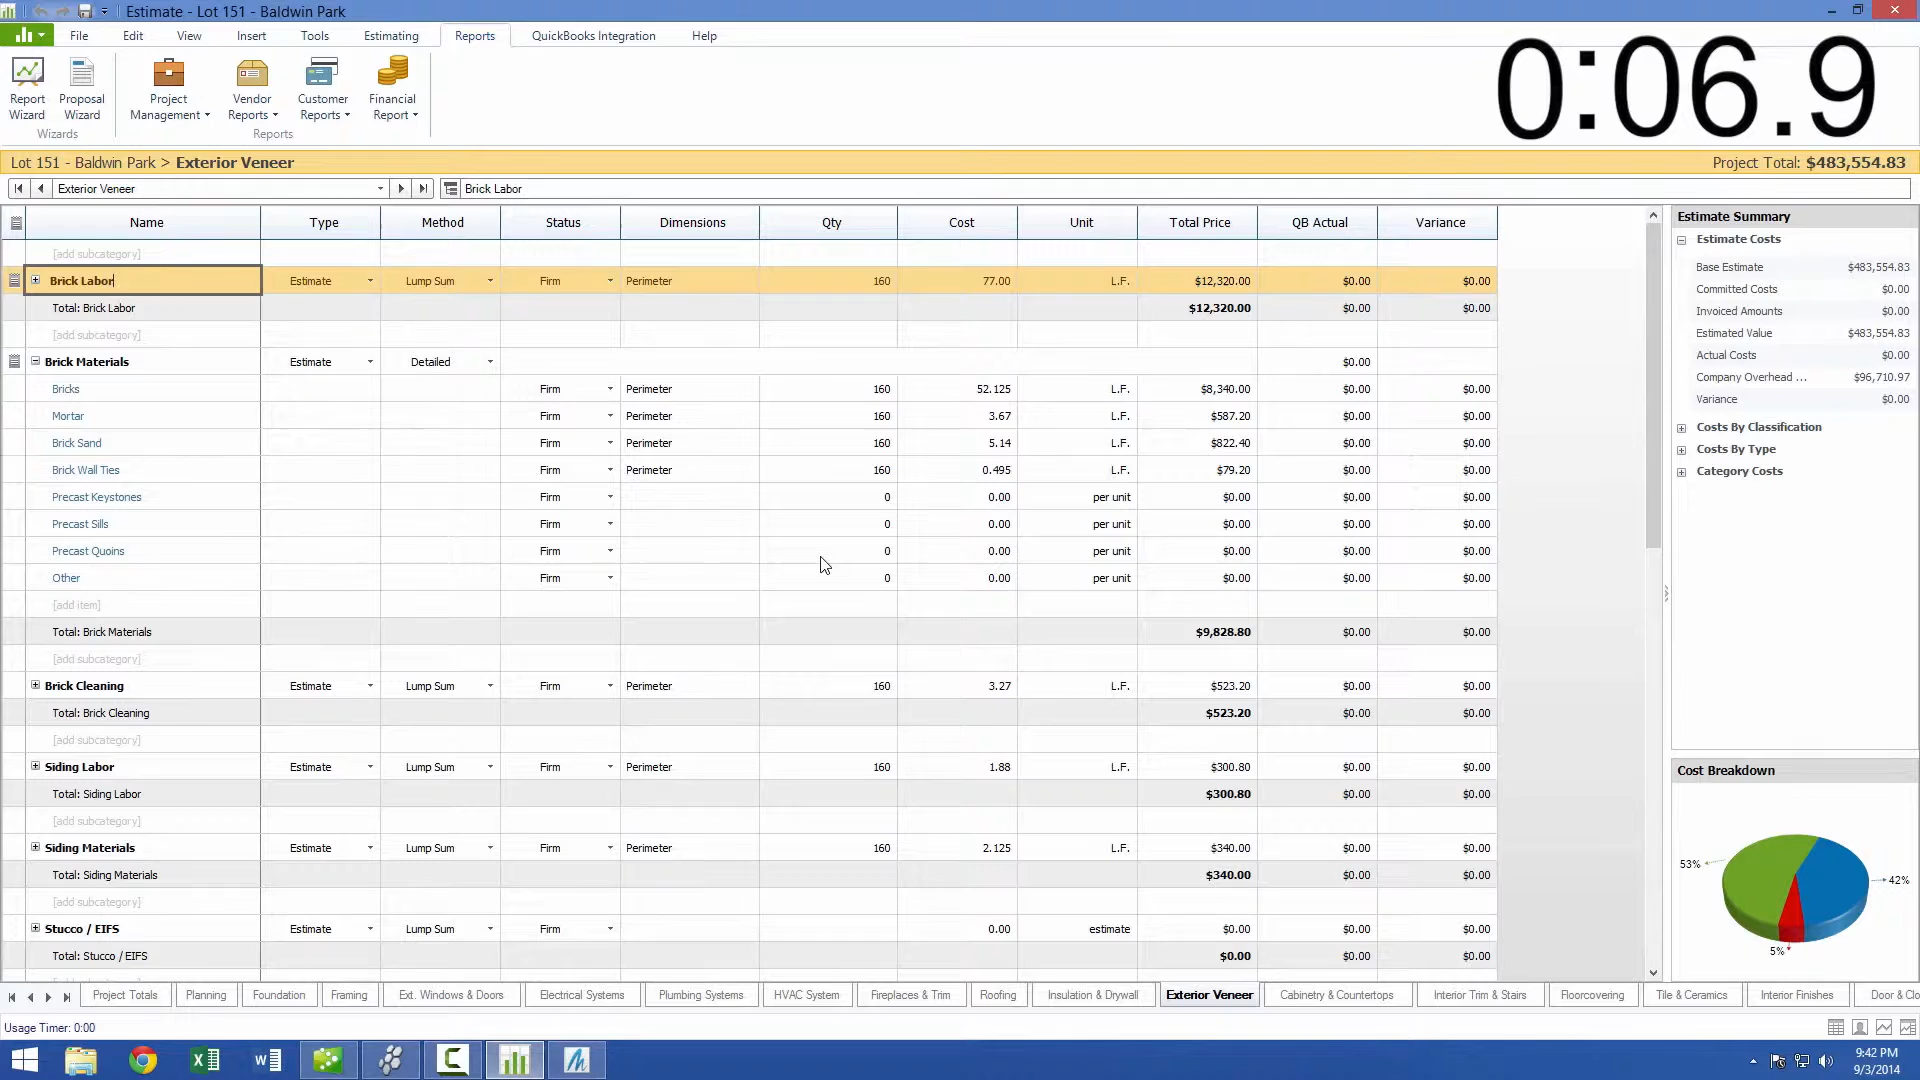 Estimate - Lot 151 - Baldwin Park
File Edit View Insert Tools Estimating Reports QuickBooks Integration Help
0:06.9
Report Wizard
Proposal Wizard
Project Management
Vendor Reports
Customer Reports
Financial Report
Wizards
Reports
Lot 151 - Baldwin Park > Exterior Veneer
Project Total: $483,554.83
Exterior Veneer
Brick Labor
Name Type Method Status Dimensions Qty Cost Unit Total Price QB Actual Variance
[add subcategory]
Brick Labor Estimate Lump Sum Firm Perimeter 160 77.00 L.F. $12,320.00 $0.00 $0.00
Total: Brick Labor $12,320.00 $0.00 $0.00
[add subcategory]
Brick Materials Estimate Detailed $0.00
Bricks Firm Perimeter 160 52.125 L.F. $8,340.00 $0.00 $0.00
Mortar Firm Perimeter 160 3.67 L.F. $587.20 $0.00 $0.00
Brick Sand Firm Perimeter 160 5.14 L.F. $822.40 $0.00 $0.00
Brick Wall Ties Firm Perimeter 160 0.495 L.F. $79.20 $0.00 $0.00
Precast Keystones Firm 0 0.00 per unit $0.00 $0.00 $0.00
Precast Sills Firm 0 0.00 per unit $0.00 $0.00 $0.00
Precast Quoins Firm 0 0.00 per unit $0.00 $0.00 $0.00
Other Firm 0 0.00 per unit $0.00 $0.00 $0.00
[add item]
Total: Brick Materials $9,828.80 $0.00 $0.00
[add subcategory]
Brick Cleaning Estimate Lump Sum Firm Perimeter 160 3.27 L.F. $523.20 $0.00 $0.00
Total: Brick Cleaning $523.20 $0.00 $0.00
[add subcategory]
Siding Labor Estimate Lump Sum Firm Perimeter 160 1.88 L.F. $300.80 $0.00 $0.00
Total: Siding Labor $300.80 $0.00 $0.00
[add subcategory]
Siding Materials Estimate Lump Sum Firm Perimeter 160 2.125 L.F. $340.00 $0.00 $0.00
Total: Siding Materials $340.00 $0.00 $0.00
[add subcategory]
Stucco / EIFS Estimate Lump Sum Firm 0.00 estimate $0.00 $0.00 $0.00
Total: Stucco / EIFS $0.00 $0.00 $0.00
Estimate Summary
Estimate Costs
Base Estimate $483,554.83
Committed Costs $0.00
Invoiced Amounts $0.00
Estimated Value $483,554.83
Actual Costs $0.00
Company Overhead ... $96,710.97
Variance $0.00
Costs By Classification
Costs By Type
Category Costs
Cost Breakdown
53%
42%
5%
Project Totals Planning Foundation Framing Ext. Windows & Doors Electrical Systems Plumbing Systems HVAC System Fireplaces & Trim Roofing Insulation & Drywall Exterior Veneer Cabinetry & Countertops Interior Trim & Stairs Floorcovering Tile & Ceramics Interior Finishes Door & Clo
Usage Timer: 0:00
9:42 PM
9/3/2014